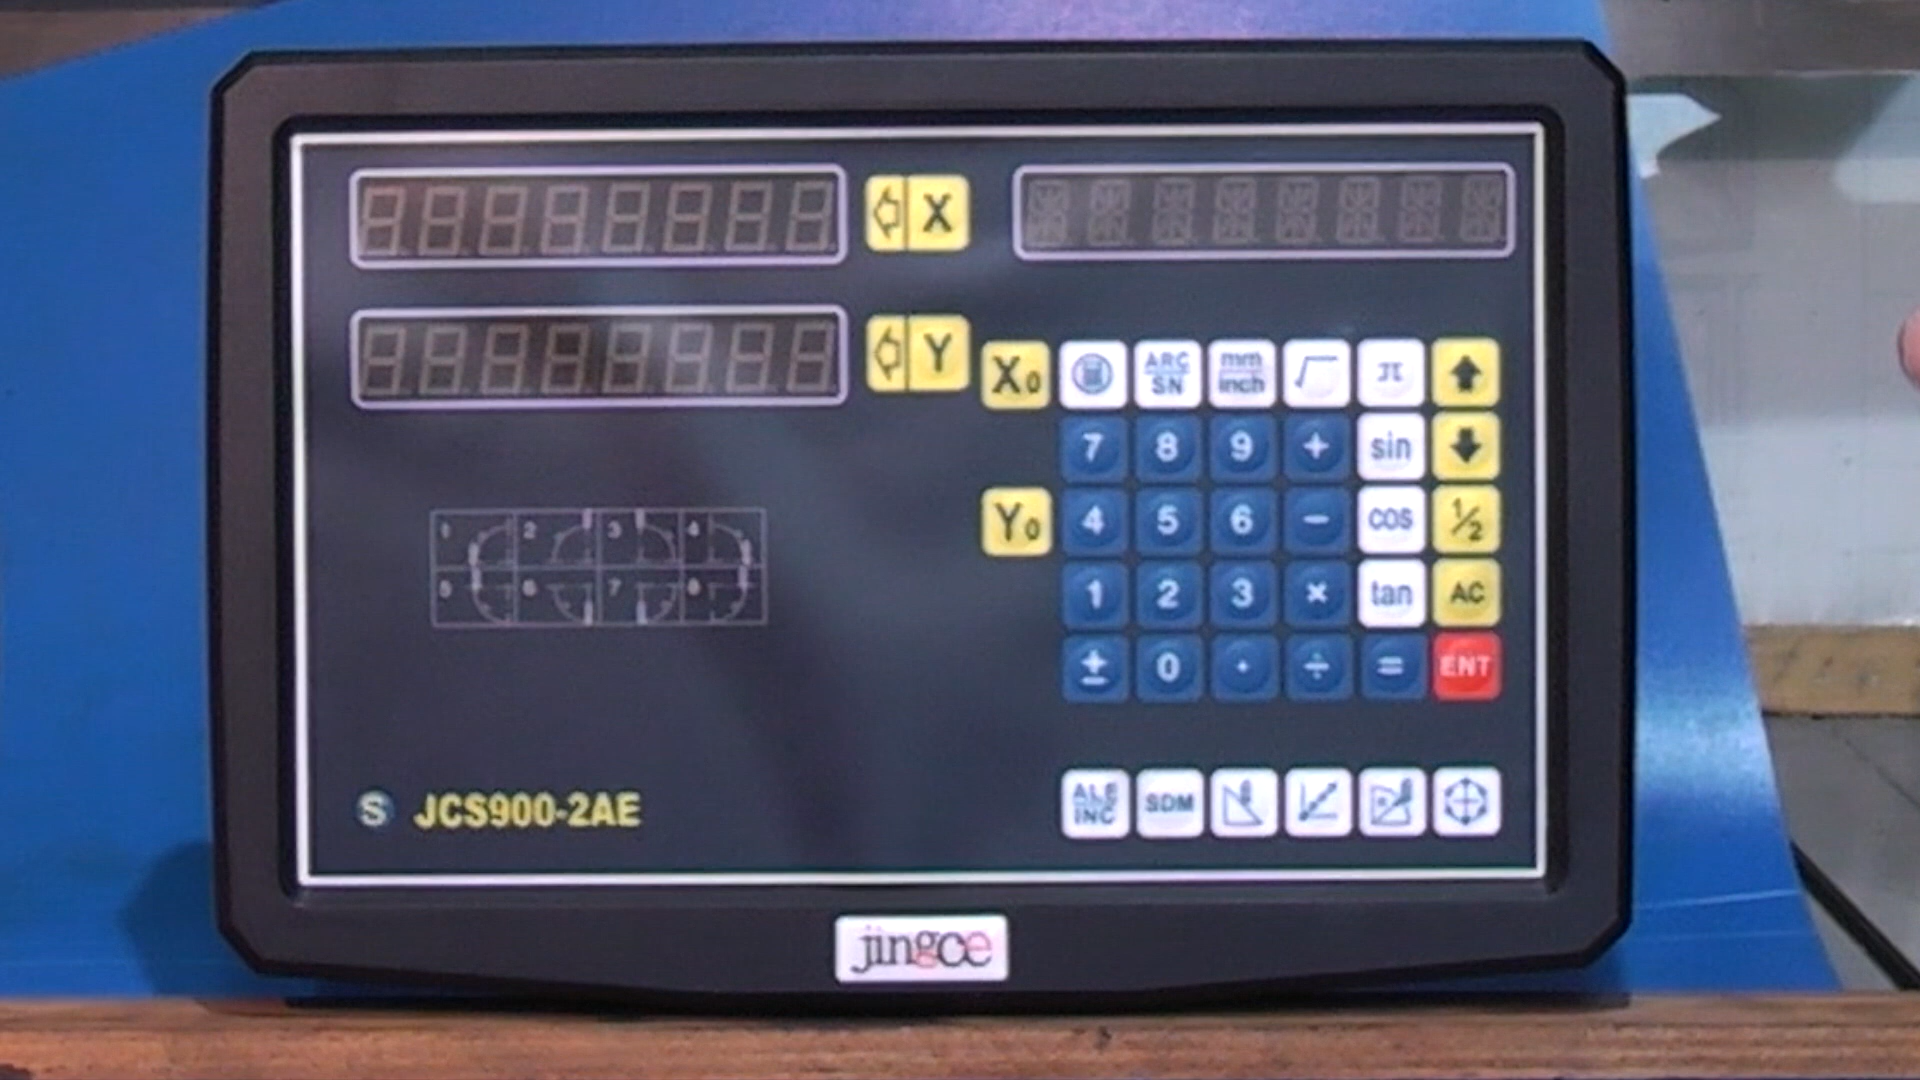 X
Y
X0
ARC
SN
mm
inch
√
π
7 8 9 + sin
Y0
4 5 6 - cos 1/2
1 2 3 × tan AC
± 0 · ÷ = ENT
1 2 3 4
5 6 7 8
S JCS900-2AE
ALE
INC
SDM
jingce